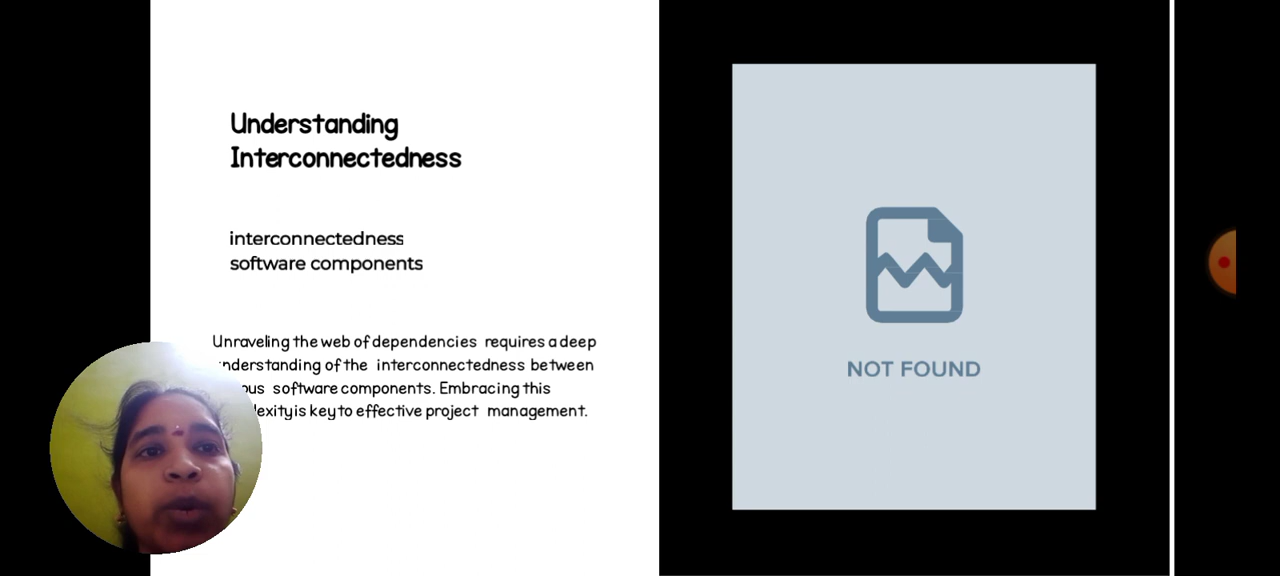 Understanding
Interconnectedness
interconnectedness
software components
Unraveling the web of dependencies requires a deep
understanding of the interconnectedness between
software components. Embracing this
is key to effective project management.
NOT FOUND